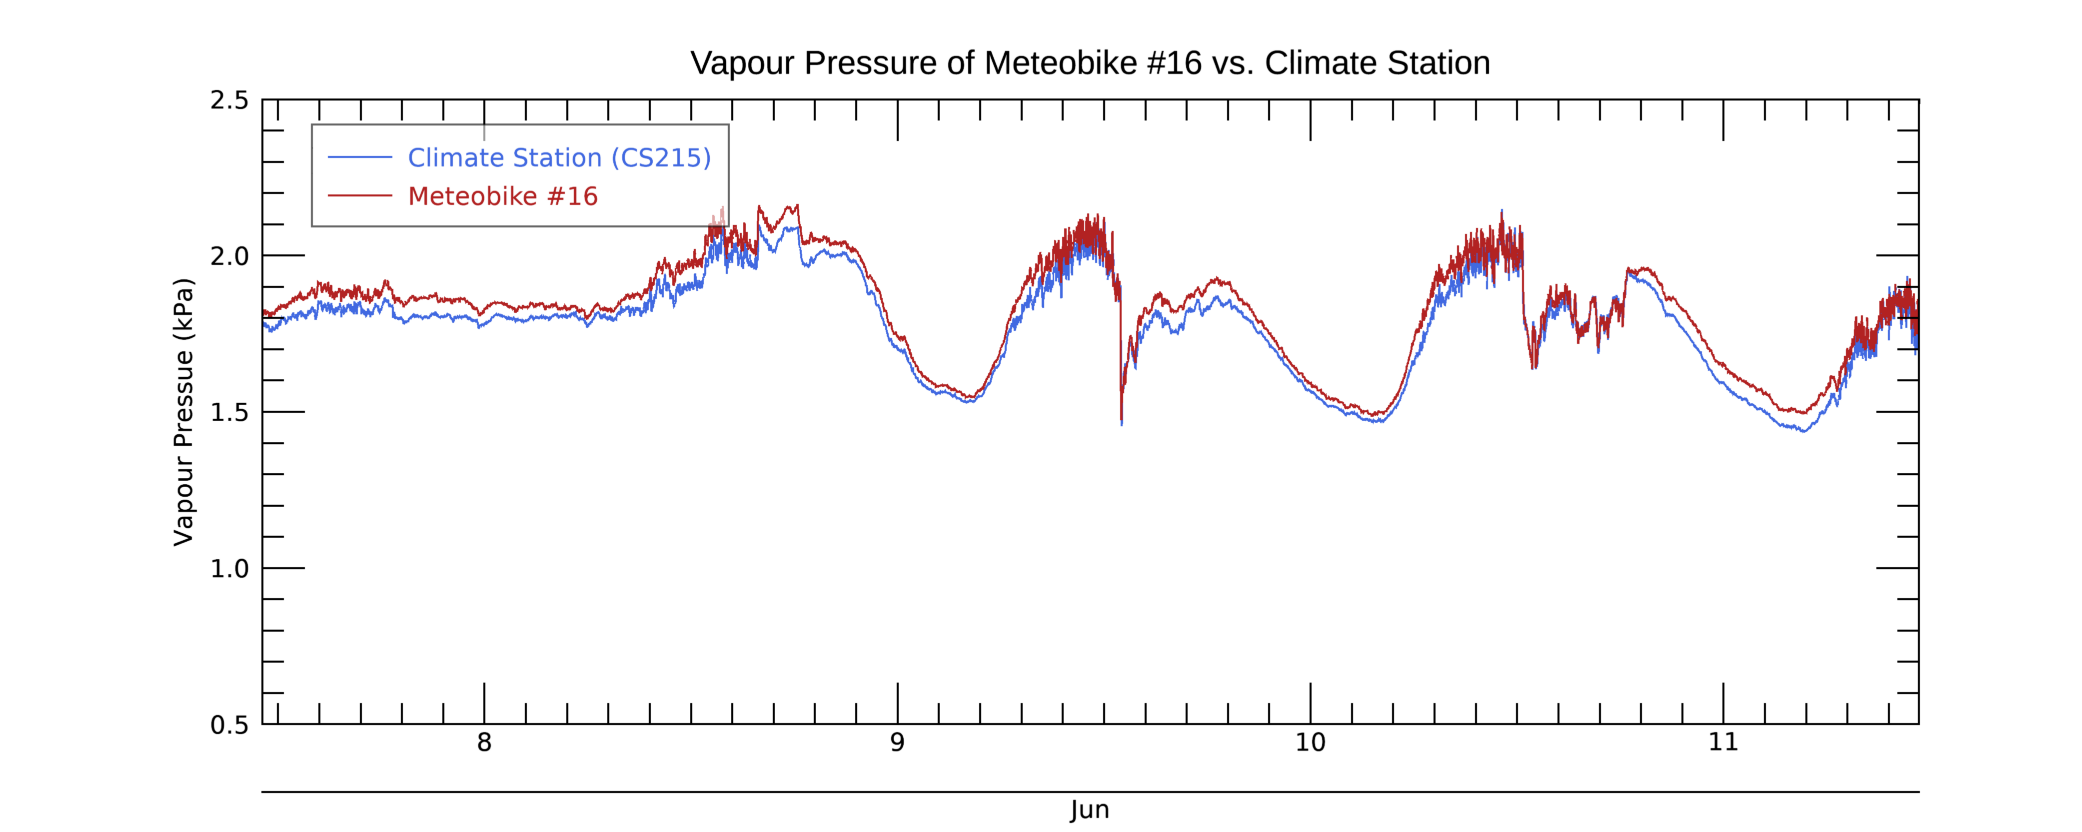 Vapour Pressure of Meteobike #16 vs. Climate Station
Vapour Pressue (kPa)
2.5
2.0
1.5
1.0
0.5
Climate Station (CS215)
Meteobike #16
8 9 10 11
Jun